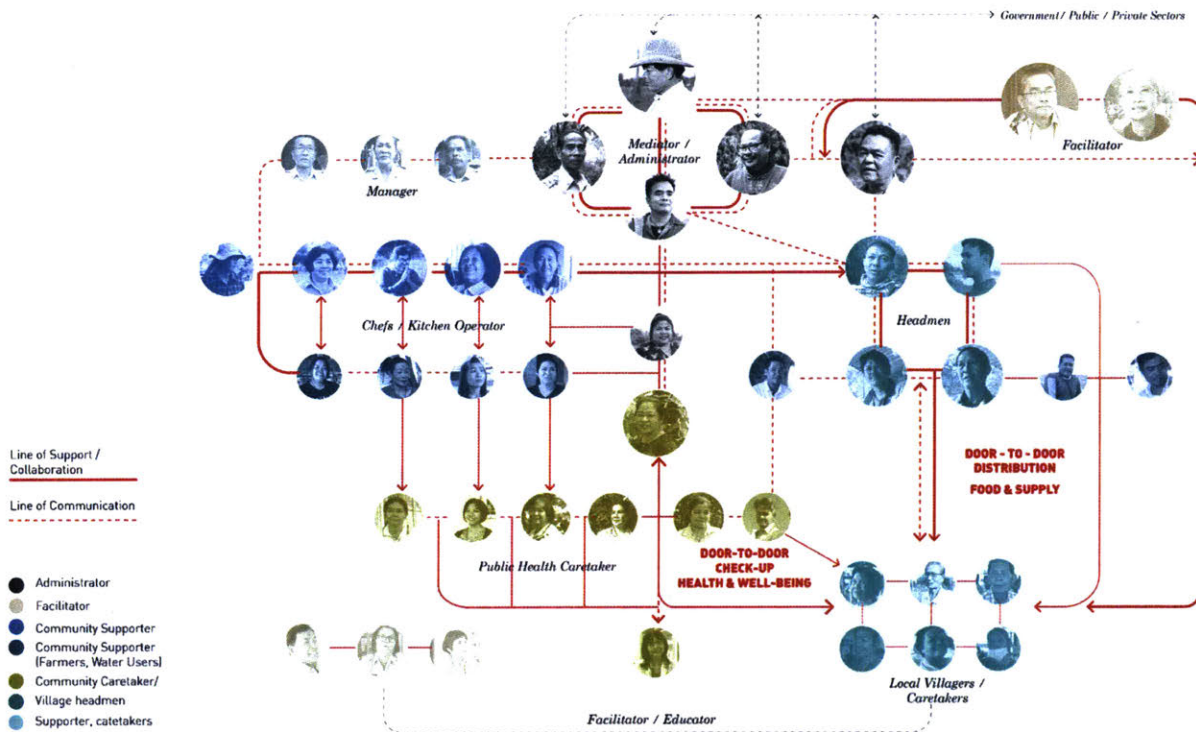 Government / Public / Private Sectors
Mediator /
Administrator
Facilitator
Manager
Chefs / Kitchen Operator
Headmen
Line of Support /
Collaboration
DOOR - TO - DOOR
DISTRIBUTION
FOOD & SUPPLY
Line of Communication
DOOR-TO-DOOR
CHECK-UP
HEALTH & WELL-BEING
Public Health Caretaker
Administrator
Facilitator
Community Supporter
Community Supporter
(Farmers, Water Users)
Community Caretaker/
Village headmen
Supporter, catetakers
Local Villagers /
Caretakers
Facilitator / Educator